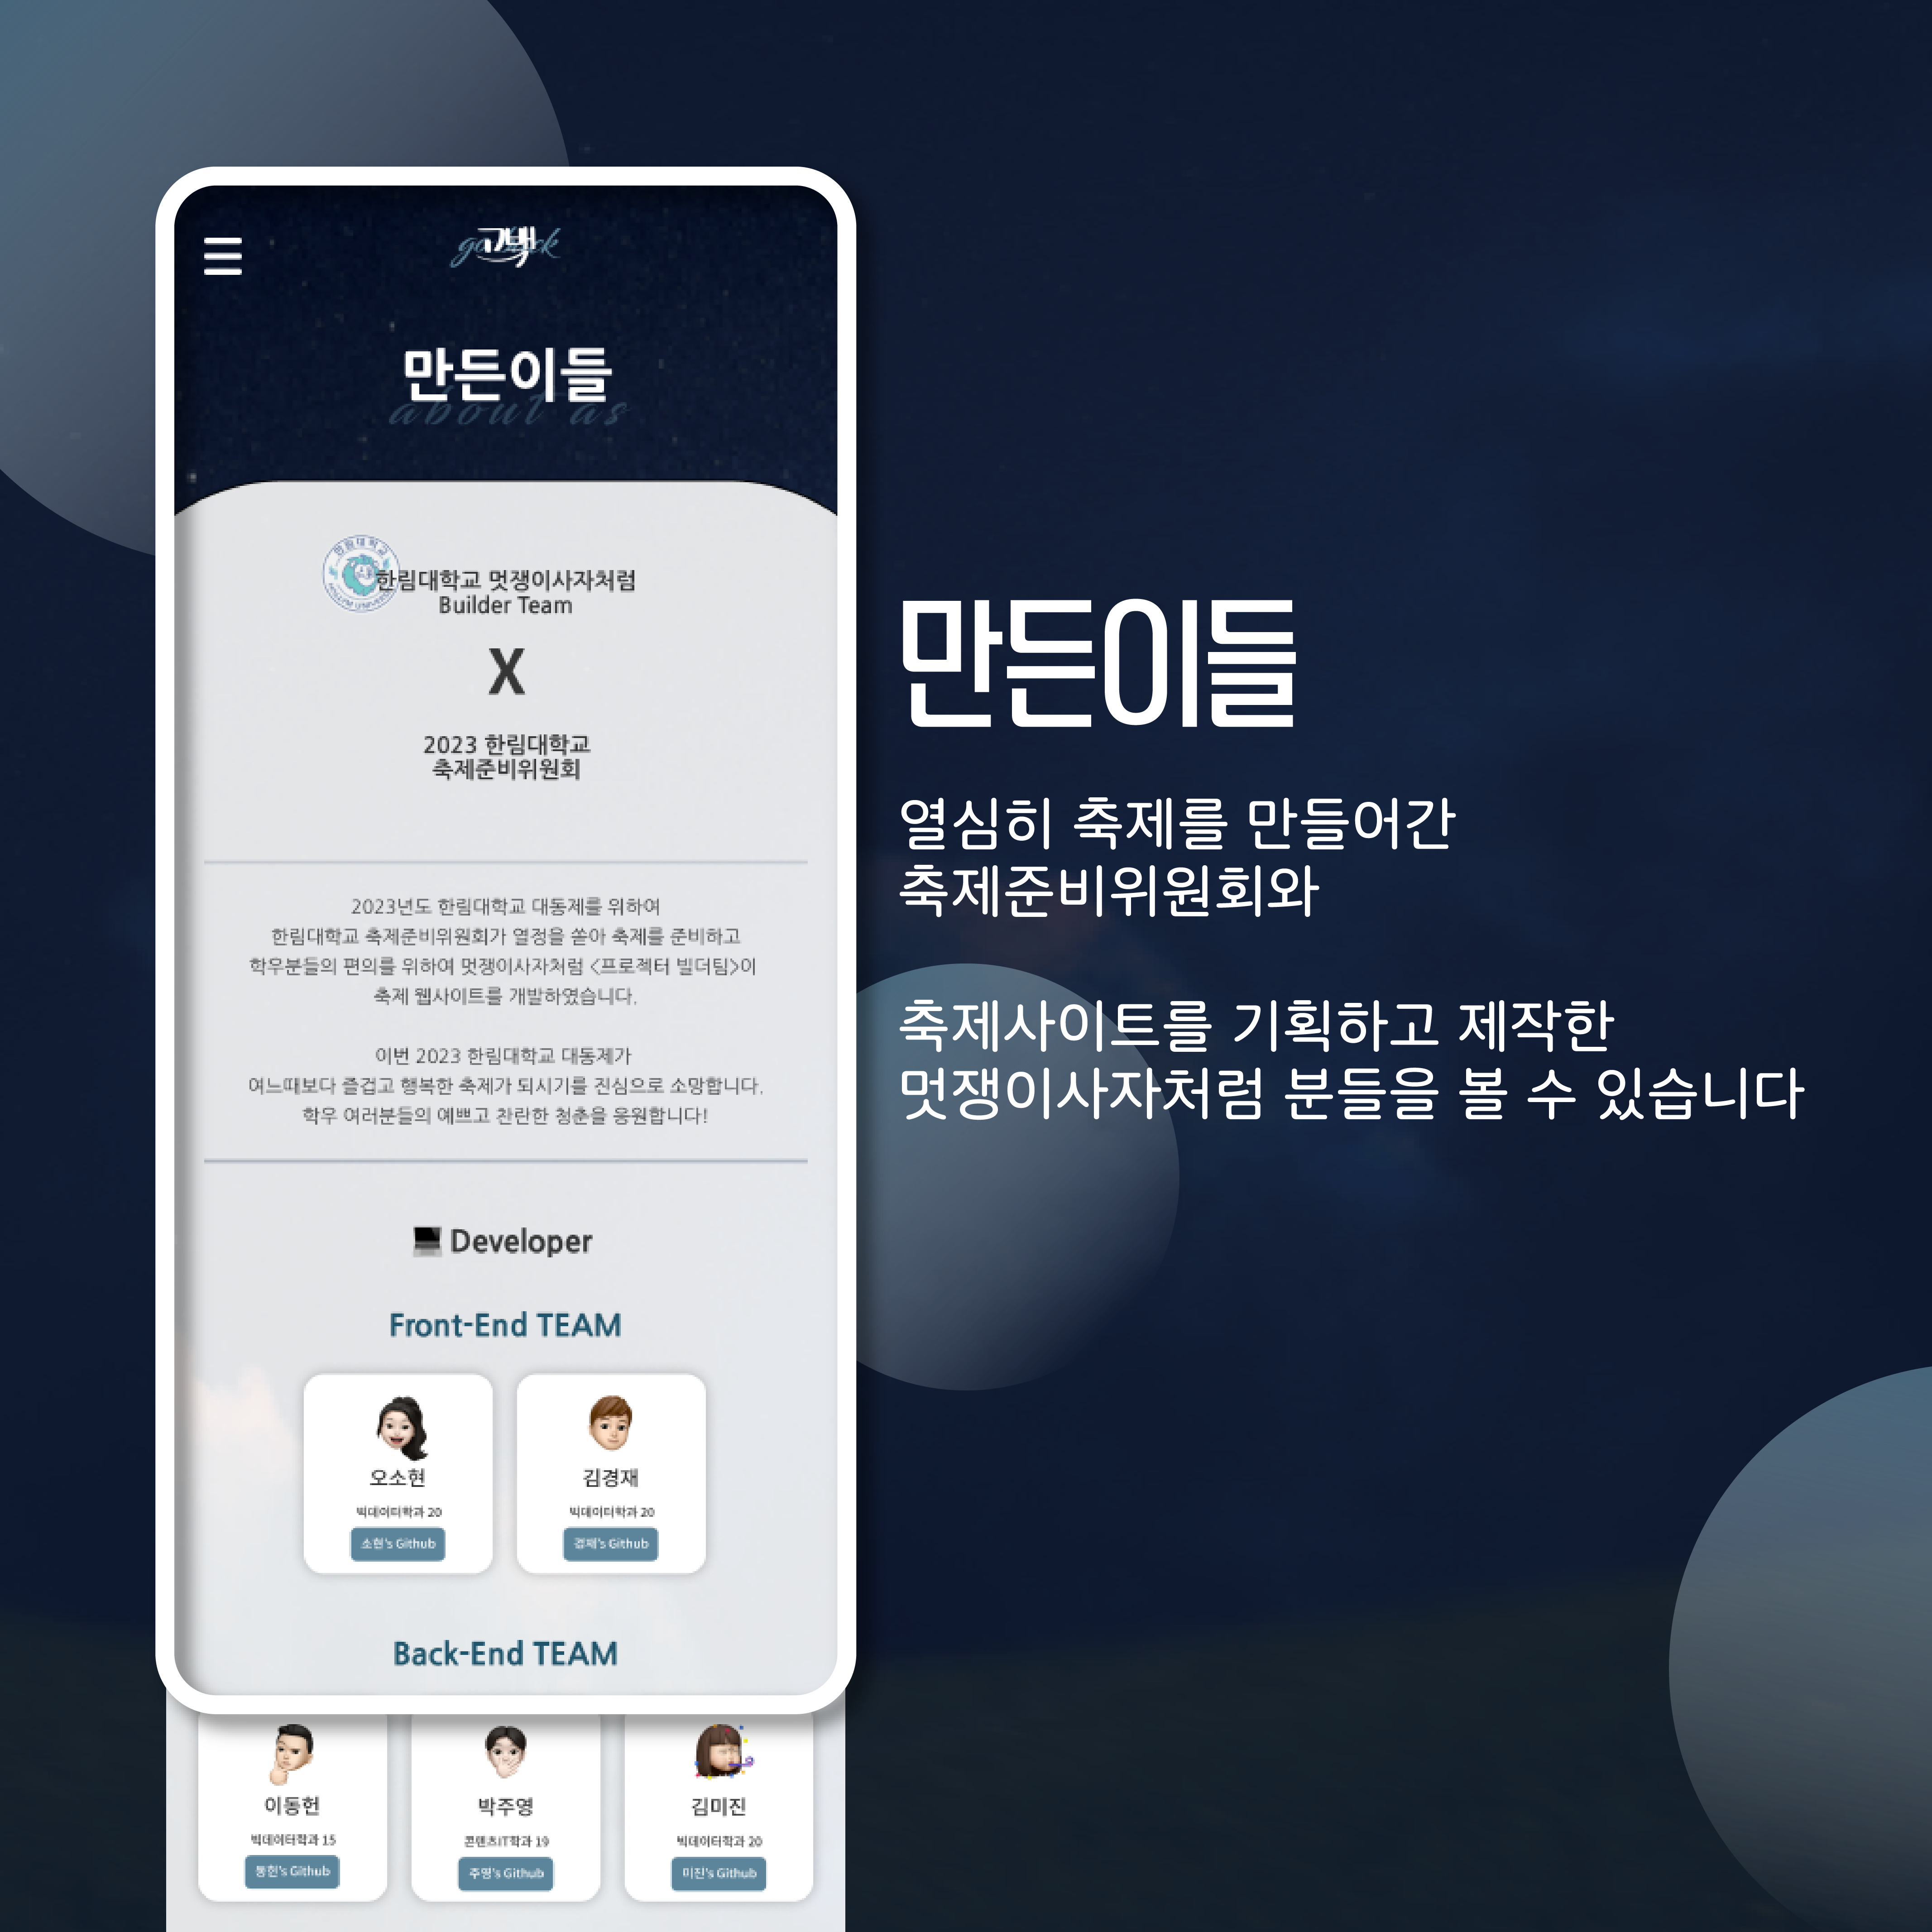 go back
고백
만든이들
about as
한림대학교 멋쟁이사자처럼
Builder Team
X
2023 한림대학교
축제준비위원회
2023년도 한림대학교 대동제를 위하여
한림대학교 축제준비위원회가 열정을 쏟아 축제를 준비하고
학우분들의 편의를 위하여 멋쟁이사자처럼 <프로젝터 빌더팀>이
축제 웹사이트를 개발하였습니다.
이번 2023 한림대학교 대동제가
여느때보다 즐겁고 행복한 축제가 되시기를 진심으로 소망합니다.
학우 여러분들의 예쁘고 찬란한 청춘을 응원합니다!
Developer
Front-End TEAM
오소현
빅데이터학과 20
소현's Github
김경재
빅데이터학과 20
경재's Github
Back-End TEAM
이동헌
빅데이터학과 15
동헌's Github
박주영
콘텐츠IT학과 19
주영's Github
김미진
빅데이터학과 20
미진's Github
만든이들
열심히 축제를 만들어간
축제준비위원회와
축제사이트를 기획하고 제작한
멋쟁이사자처럼 분들을 볼 수 있습니다